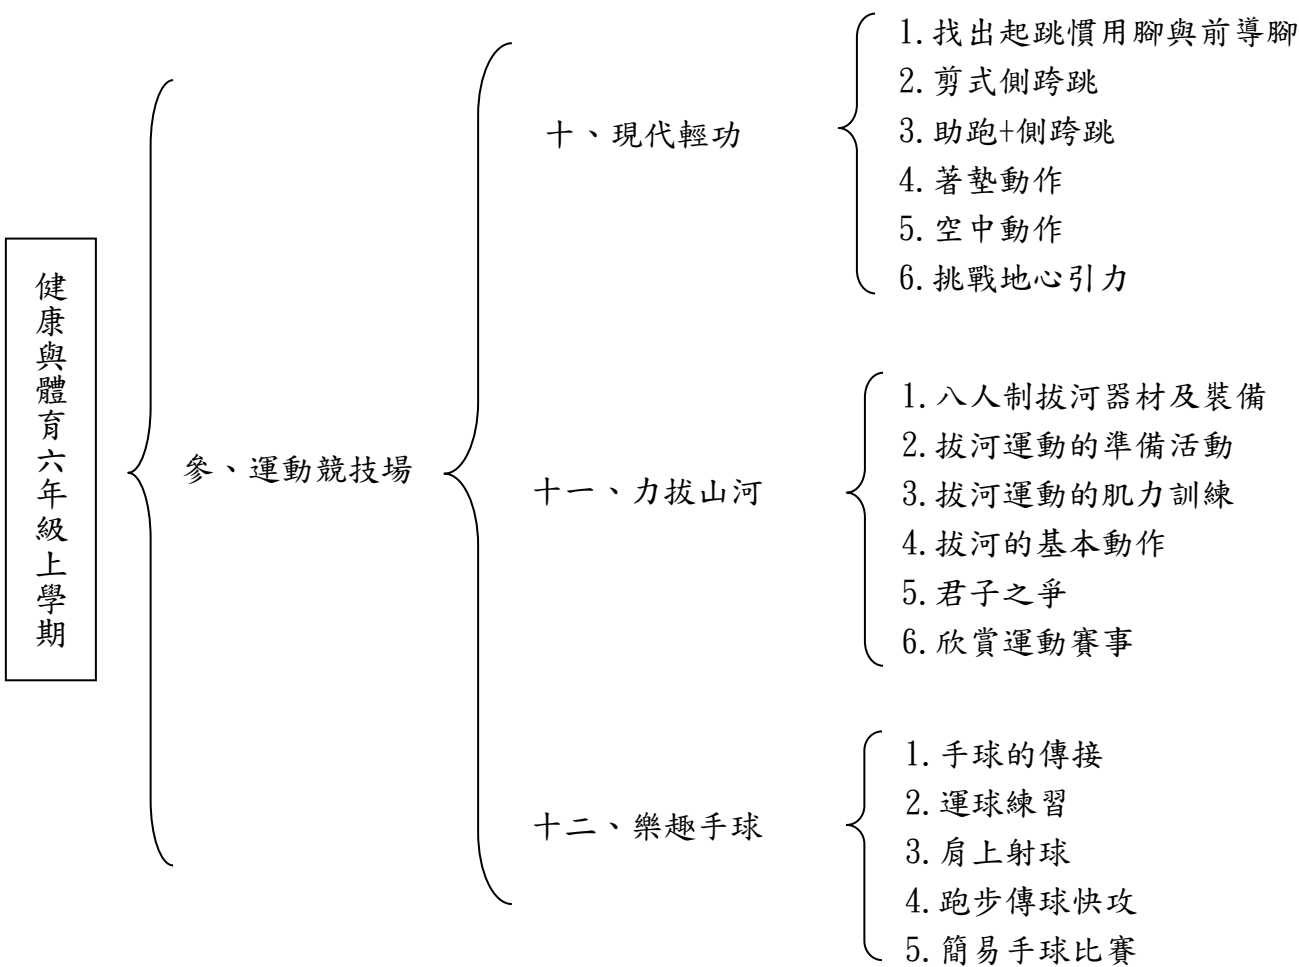 健康與體育六年級上學期
參、運動競技場
十、現代輕功
1.找出起跳慣用腳與前導腳
2.剪式側跨跳
3.助跑+側跨跳
4.著墊動作
5.空中動作
6.挑戰地心引力
十一、力拔山河
1.八人制拔河器材及裝備
2.拔河運動的準備活動
3.拔河運動的肌力訓練
4.拔河的基本動作
5.君子之爭
6.欣賞運動賽事
十二、樂趣手球
1.手球的傳接
2.運球練習
3.肩上射球
4.跑步傳球快攻
5.簡易手球比賽